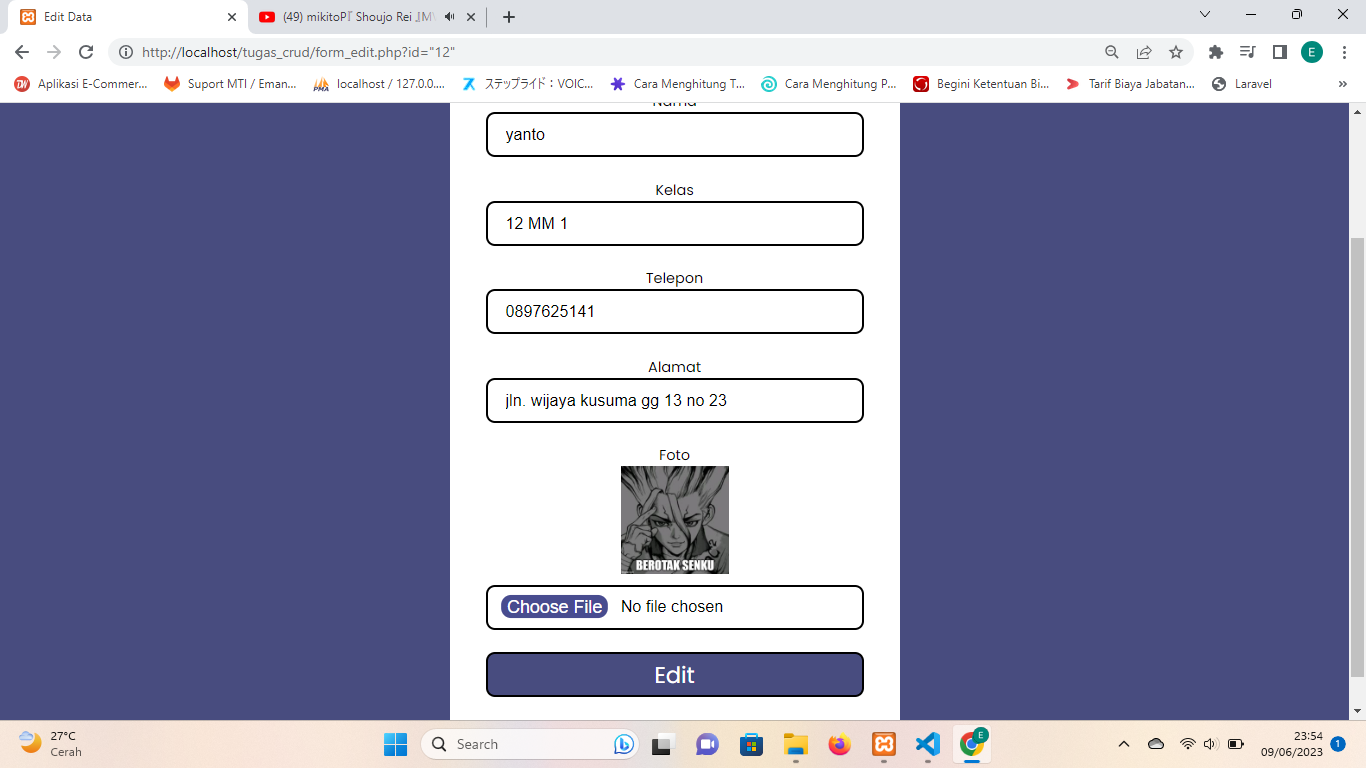 Edit Data
(49) mikitoP『 Shoujo Rei 』M
http://localhost/tugas_crud/form_edit.php?id="12"
E
Aplikasi E-Commer...
Suport MTI / Eman...
PMA
localhost / 127.0.0....
ステップライド：VOIC...
Cara Menghitung T...
Cara Menghitung P...
Begini Ketentuan Bi...
Tarif Biaya Jabatan...
Laravel
»
Nama
yanto
Kelas
12 MM 1
Telepon
0897625141
Alamat
jln. wijaya kusuma gg 13 no 23
Foto
BEROTAK SENKU
Choose File No file chosen
Edit
27°C
Cerah
Search
E
23:54
09/06/2023
1